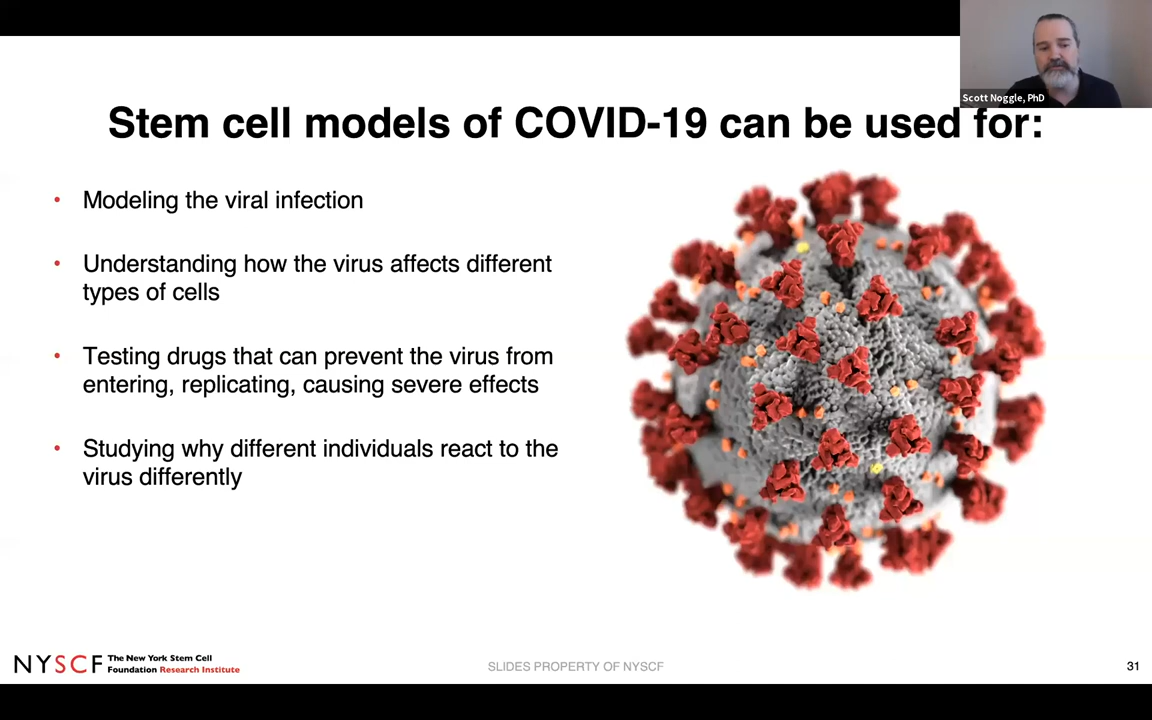 Scott Noggle, PhD
Stem cell models of COVID-19 can be used for:
• Modeling the viral infection
• Understanding how the virus affects different
types of cells
• Testing drugs that can prevent the virus from
entering, replicating, causing severe effects
• Studying why different individuals react to the
virus differently
NYSCF The New York Stem Cell
Foundation Research Institute
SLIDES PROPERTY OF NYSCF
31